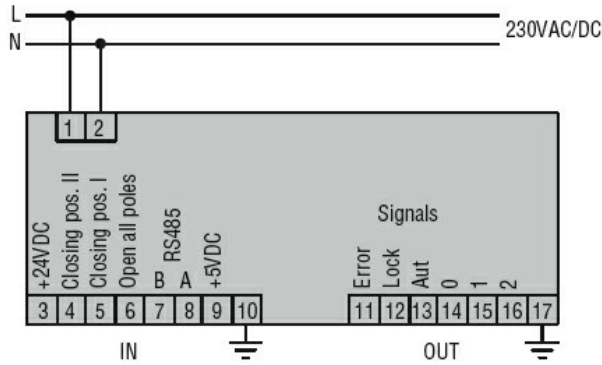 L
N
230VAC/DC
1 2
+24VDC
Closing pos. II
Closing pos. I
Open all poles
RS485
B A
+5VDC
Signals
Error
Lock
Aut
0
1
2
3 4 5 6 7 8 9 10
11 12 13 14 15 16 17
IN
OUT